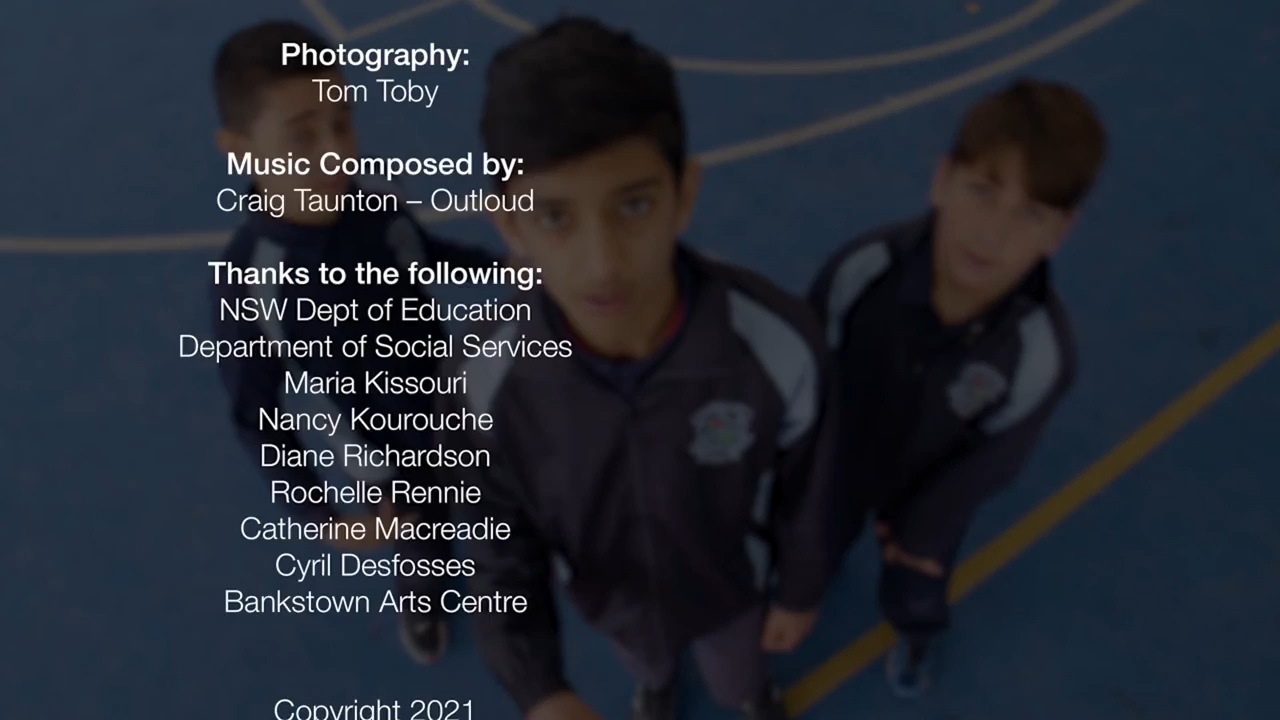 Photography:
Tom Toby
Music Composed by:
Craig Taunton – Outloud
Thanks to the following:
NSW Dept of Education
Department of Social Services
Maria Kissouri
Nancy Kourouche
Diane Richardson
Rochelle Rennie
Catherine Macreadie
Cyril Desfosses
Bankstown Arts Centre
Copyright 2021